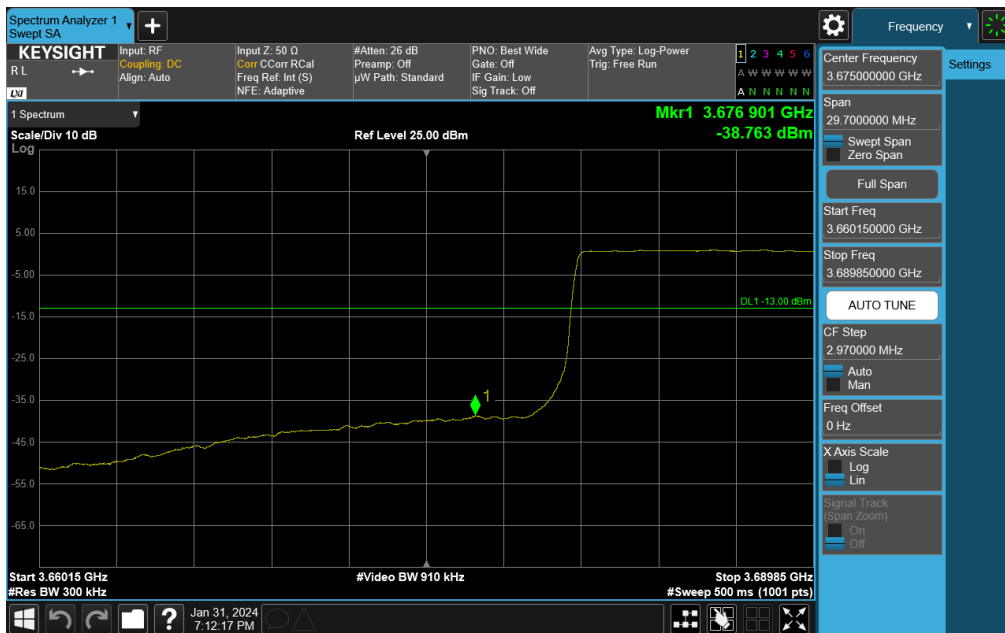 Spectrum Analyzer 1
Swept SA
Frequency
KEYSIGHT
R L
LXI
Input: RF
Coupling: DC
Align: Auto
Input Z: 50 Ω
Corr CCorr RCal
Freq Ref: Int (S)
NFE: Adaptive
#Atten: 26 dB
Preamp: Off
µW Path: Standard
PNO: Best Wide
Gate: Off
IF Gain: Low
Sig Track: Off
Avg Type: Log-Power
Trig: Free Run
1 2 3 4 5 6
A W W W W W
A N N N N N
1 Spectrum
Scale/Div 10 dB
Log
Ref Level 25.00 dBm
Mkr1 3.676 901 GHz
-38.763 dBm
15.0
5.00
-5.00
-15.0
-25.0
-35.0
-45.0
-55.0
-65.0
DL1 -13.00 dBm
1
Start 3.66015 GHz
#Res BW 300 kHz
#Video BW 910 kHz
Stop 3.68985 GHz
#Sweep 500 ms (1001 pts)
?
Jan 31, 2024
7:12:17 PM
Center Frequency
3.675000000 GHz
Span
29.7000000 MHz
Swept Span
Zero Span
Full Span
Start Freq
3.660150000 GHz
Stop Freq
3.689850000 GHz
AUTO TUNE
CF Step
2.970000 MHz
Auto
Man
Freq Offset
0 Hz
X Axis Scale
Log
Lin
Signal Track
(Span Zoom)
On
Off
Settings